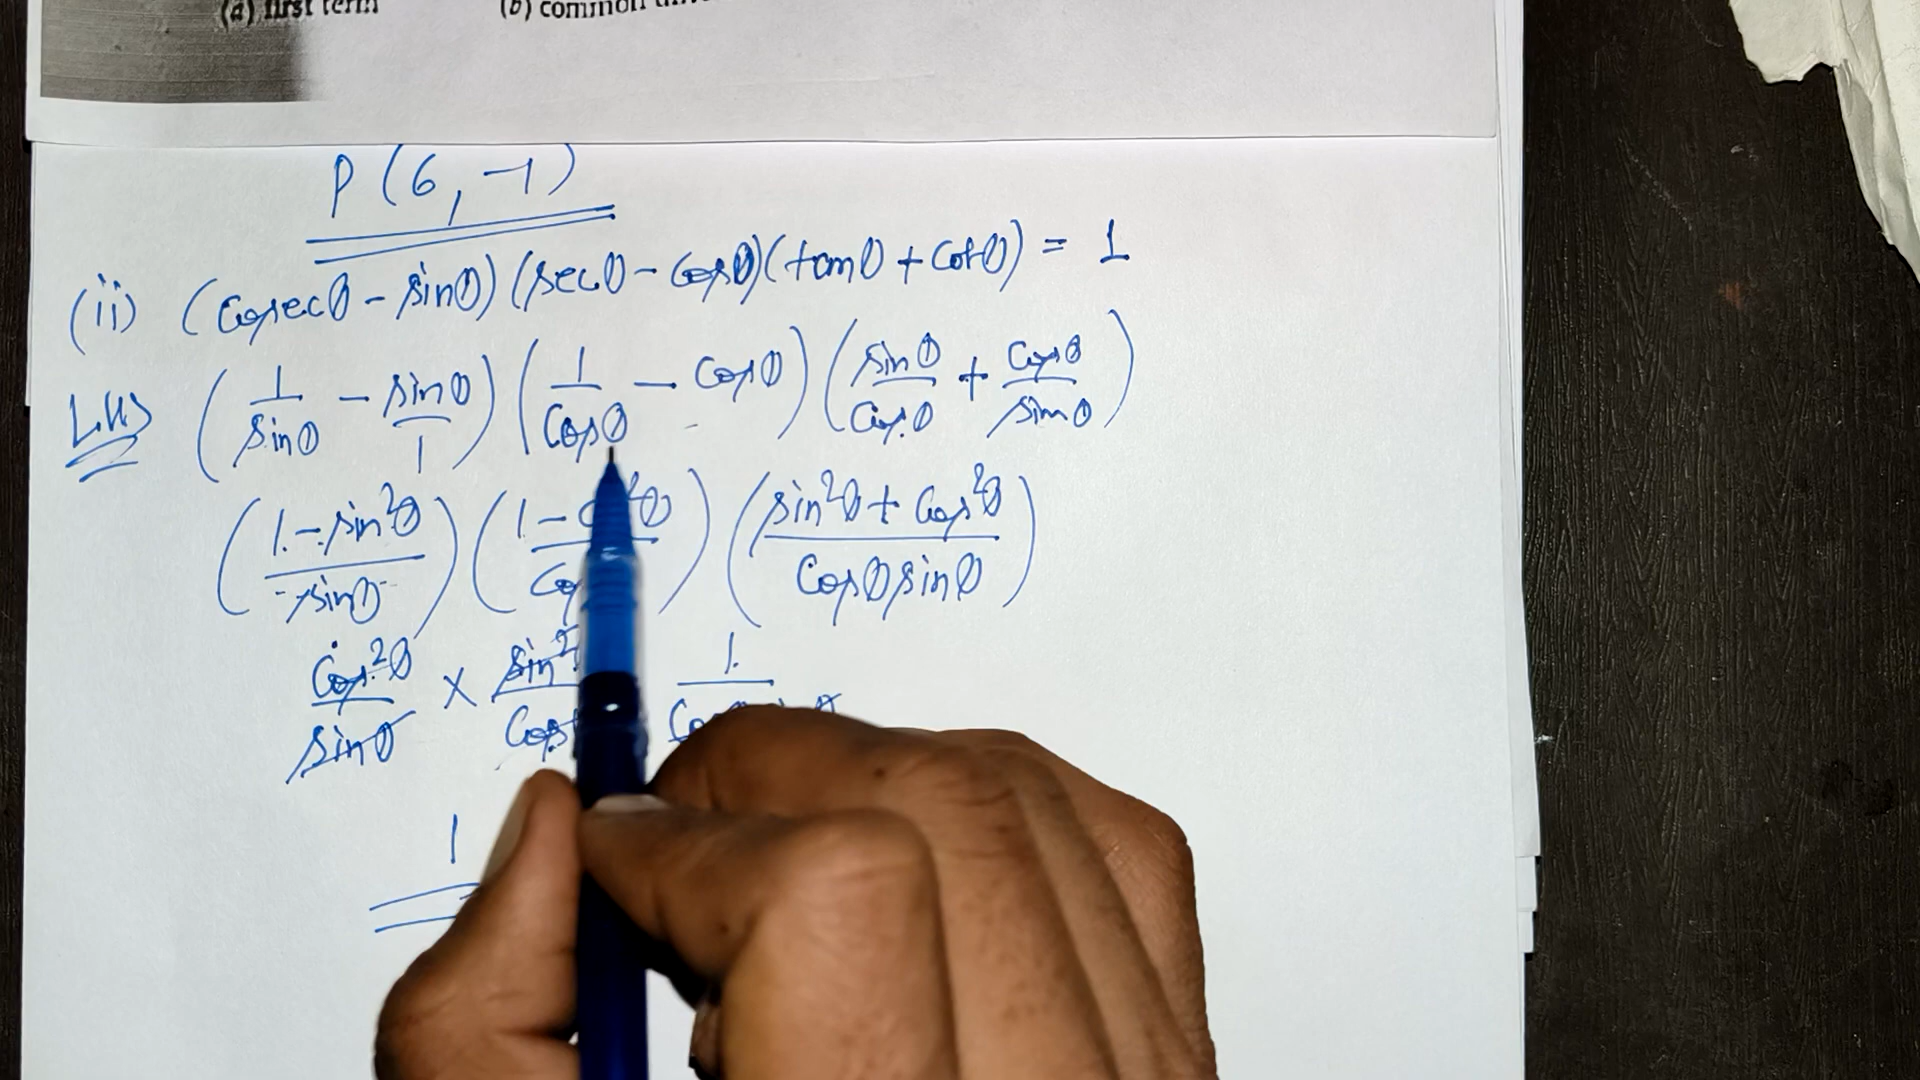 (a) first term (b) common
P(6, -1)
(ii) (cosecθ - sinθ)(secθ - cosθ)(tanθ + cotθ) = 1
LHS (1/sinθ - sinθ/1)(1/cosθ - cosθ)(sinθ/cosθ + cosθ/sinθ)
((1 - sin²θ)/sinθ)((1 - cos²θ)/cosθ)((sin²θ + cos²θ)/(cosθ sinθ))
cos²θ/sinθ × sin²/cos 1
1